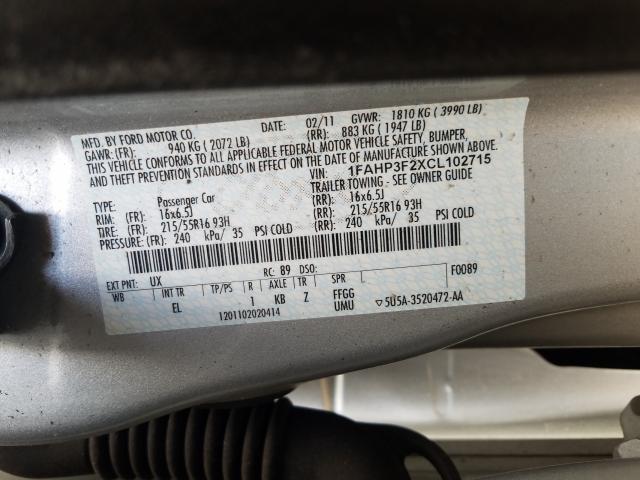 MFD. BY FORD MOTOR CO.
DATE: 02/11 GVWR: 1810 KG ( 3990 LB)
GAWR: (FR): 940 KG ( 2072 LB) (RR): 883 KG ( 1947 LB)
THIS VEHICLE CONFORMS TO ALL APPLICABLE FEDERAL MOTOR VEHICLE SAFETY, BUMPER,
AND THEFT PREVENTION STANDARDS IN EFFECT ON THE DATE OF MANUFACTURE SHOWN ABOVE.
VIN: 1FAHP3F2XCL102715
TYPE: Passenger Car TRAILER TOWING - SEE OWNER GUIDE
RIM: (FR): 16x6.5J (RR): 16x6.5J
TIRE: (FR): 215/55R16 93H (RR): 215/55R16 93H
PRESSURE: (FR): 240 kPa/ 35 PSI COLD (RR): 240 kPa/ 35 PSI COLD
EXT PNT: UX RC: 89 DSO: F0089
WB INT TR TP/PS R AXLE TR SPR
EL 1 KB Z FFGG
UMU
1201102020414
▽5U5A-3520472-AA